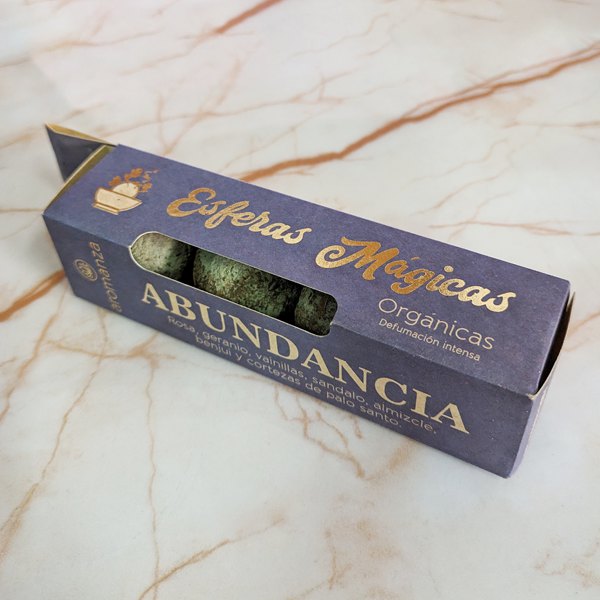 Esferas Mágicas
Orgánicas
Defumación intensa
aromanza
ABUNDANCIA
Rosa, geranio, vainillas, sandalo, almizcle,
benjui y cortezas de palo santo.